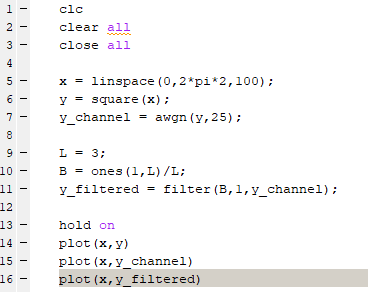 1 - clc
2 - clear all
3 - close all
4
5 - x = linspace(0,2*pi*2,100);
6 - y = square(x);
7 - y_channel = awgn(y,25);
8
9 - L = 3;
10 - B = ones(1,L)/L;
11 - y_filtered = filter(B,1,y_channel);
12
13 - hold on
14 - plot(x,y)
15 - plot(x,y_channel)
16 - plot(x,y_filtered)